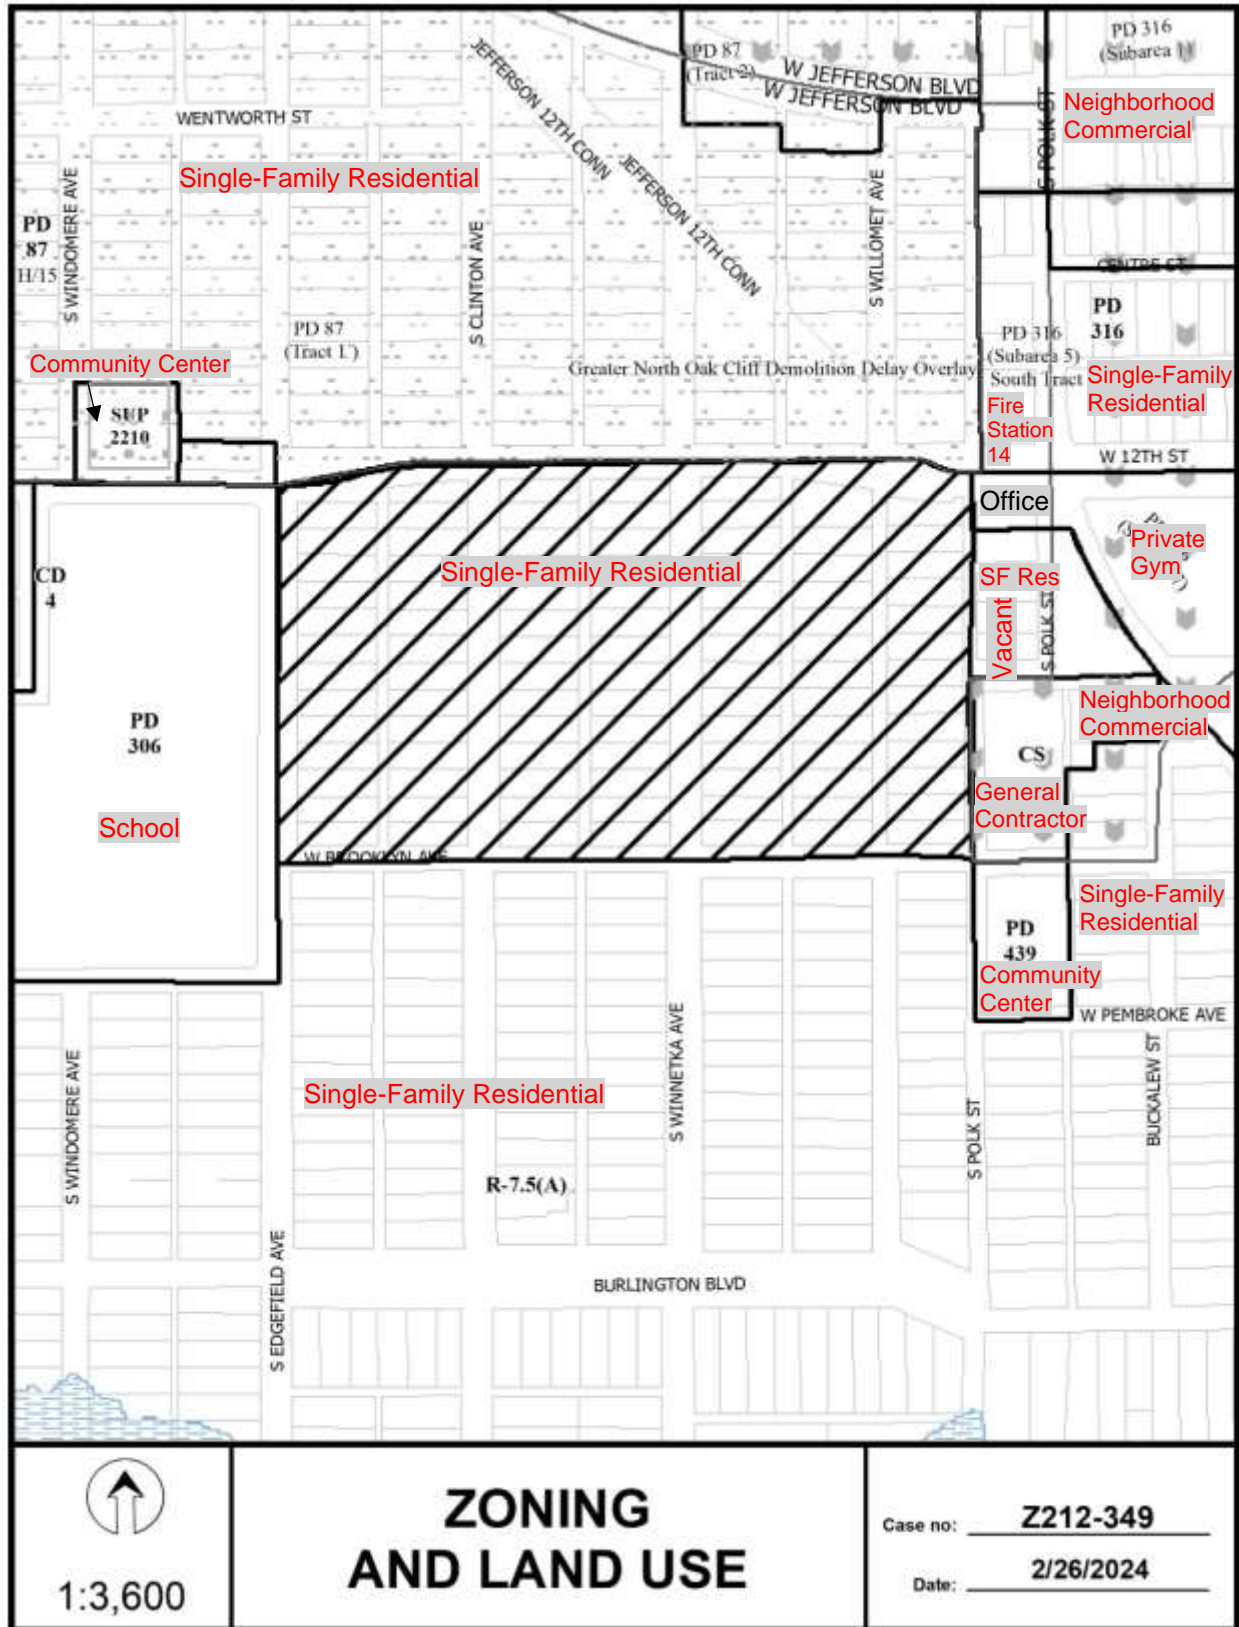 PD 316
(Subarea 1)
PD 87
(Tract 2)
W JEFFERSON BLVD
W JEFFERSON BLVD
JEFFERSON 12TH CONN
JEFFERSON 12TH CONN
S POLK ST
Neighborhood
Commercial
WENTWORTH ST
Single-Family Residential
S WINDOMERE AVE
PD
87
H/15
S CLINTON AVE
S WILLOMET AVE
CENTRE ST
PD
316
PD 87
(Tract 1)
PD 316
(Subarea 5)
South Tract
Greater North Oak Cliff Demolition Delay Overlay
Single-Family
Residential
Community Center
SUP
2210
Fire
Station
14
W 12TH ST
Office
Private
Gym
Single-Family Residential
SF Res
Vacant
S POLK ST
CD
4
PD
306
School
Neighborhood
Commercial
CS
General
Contractor
W BROOKLYN AVE
Single-Family
Residential
PD
439
Community
Center
W PEMBROKE AVE
S WINDOMERE AVE
Single-Family Residential
S WINNETKA AVE
S POLK ST
BUCKALEW ST
R-7.5(A)
S EDGEFIELD AVE
BURLINGTON BLVD
1:3,600
ZONING
AND LAND USE
Case no: Z212-349
Date: 2/26/2024